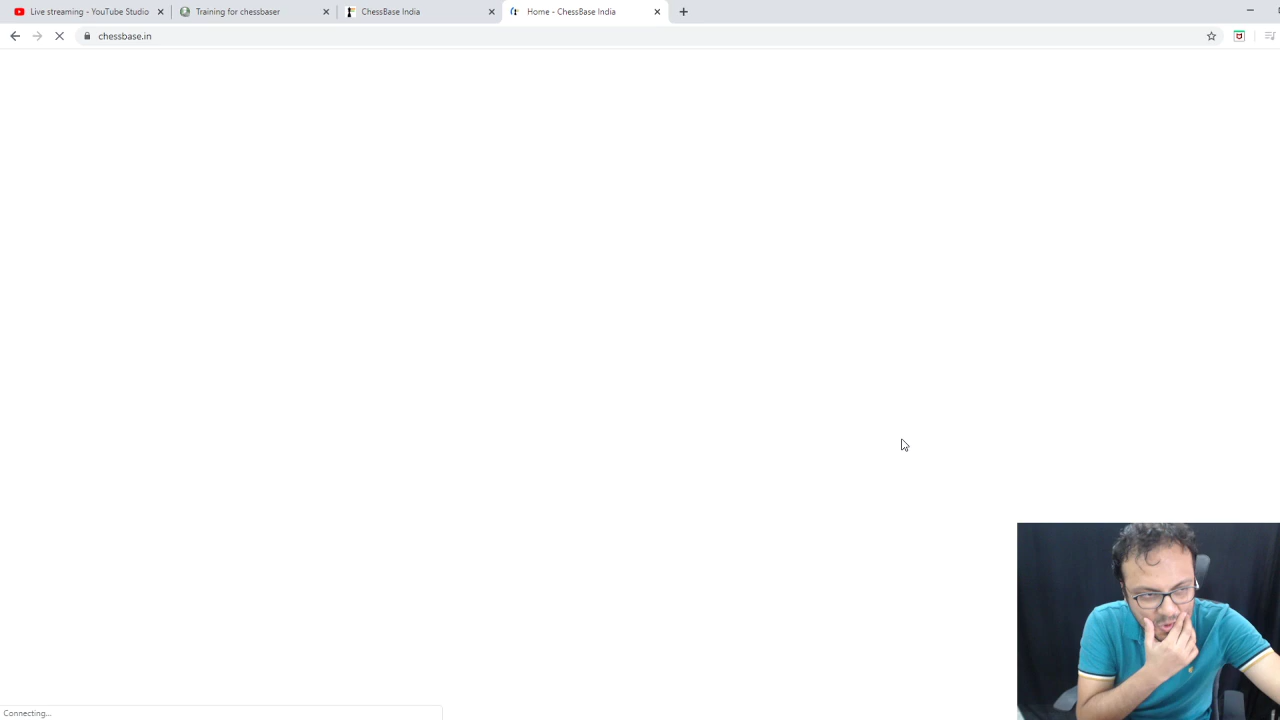 Live streaming - YouTube Studio
Training for chessbaser
ChessBase India
Home - ChessBase India
chessbase.in
Connecting...